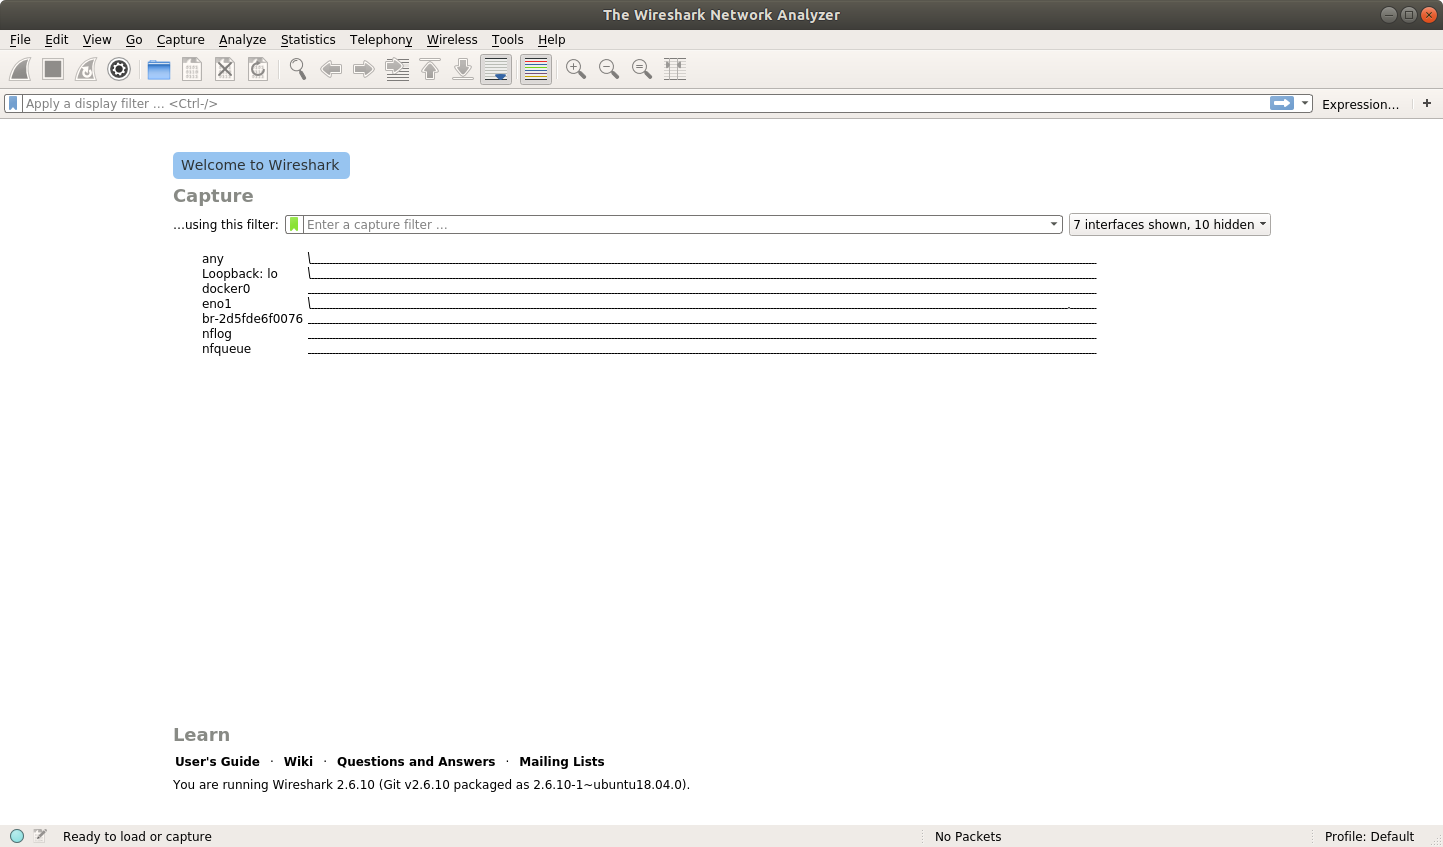 The Wireshark Network Analyzer
File Edit View Go Capture Analyze Statistics Telephony Wireless Tools Help
Apply a display filter … <Ctrl-/> Expression… +
Welcome to Wireshark
Capture
…using this filter: Enter a capture filter … 7 interfaces shown, 10 hidden
any
Loopback: lo
docker0
eno1
br-2d5fde6f0076
nflog
nfqueue
Learn
User's Guide · Wiki · Questions and Answers · Mailing Lists
You are running Wireshark 2.6.10 (Git v2.6.10 packaged as 2.6.10-1~ubuntu18.04.0).
Ready to load or capture No Packets Profile: Default